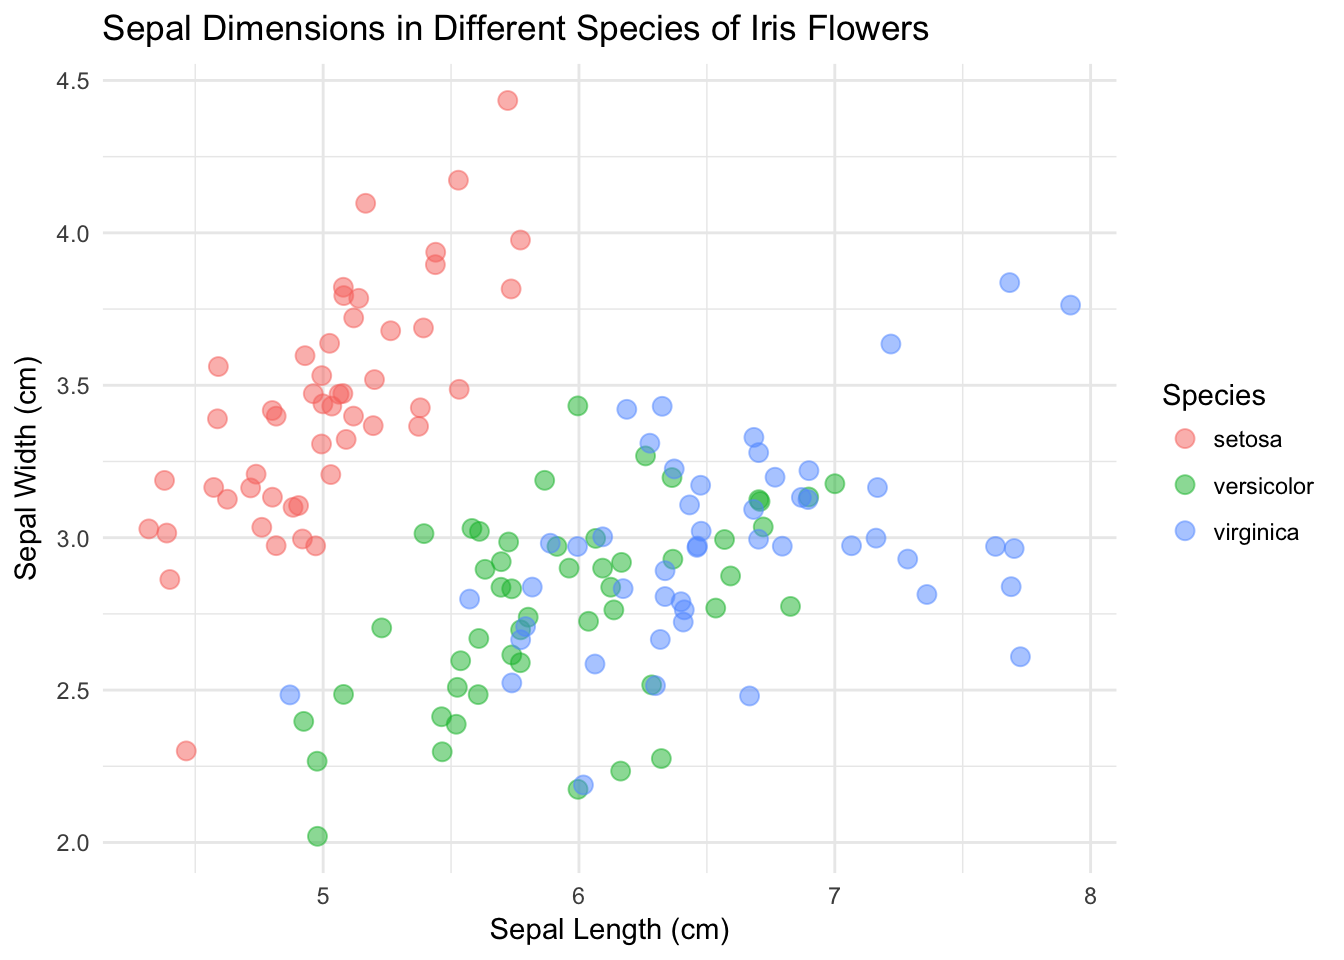 Sepal Dimensions in Different Species of Iris Flowers
4.5
4.0
3.5
3.0
2.5
2.0
Sepal Width (cm)
5 6 7 8
Sepal Length (cm)
Species
setosa
versicolor
virginica